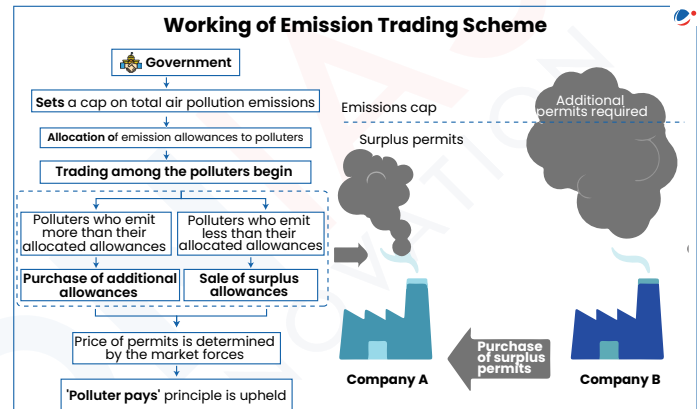 Working of Emission Trading Scheme
Government
Sets a cap on total air pollution emissions
Allocation of emission allowances to polluters
Trading among the polluters begin
Polluters who emit
more than their
allocated allowances
Polluters who emit
less than their
allocated allowances
Purchase of additional
allowances
Sale of surplus
allowances
Price of permits is determined
by the market forces
'Polluter pays' principle is upheld
Emissions cap
Surplus permits
Additional
permits required
Company A
Purchase
of surplus
permits
Company B